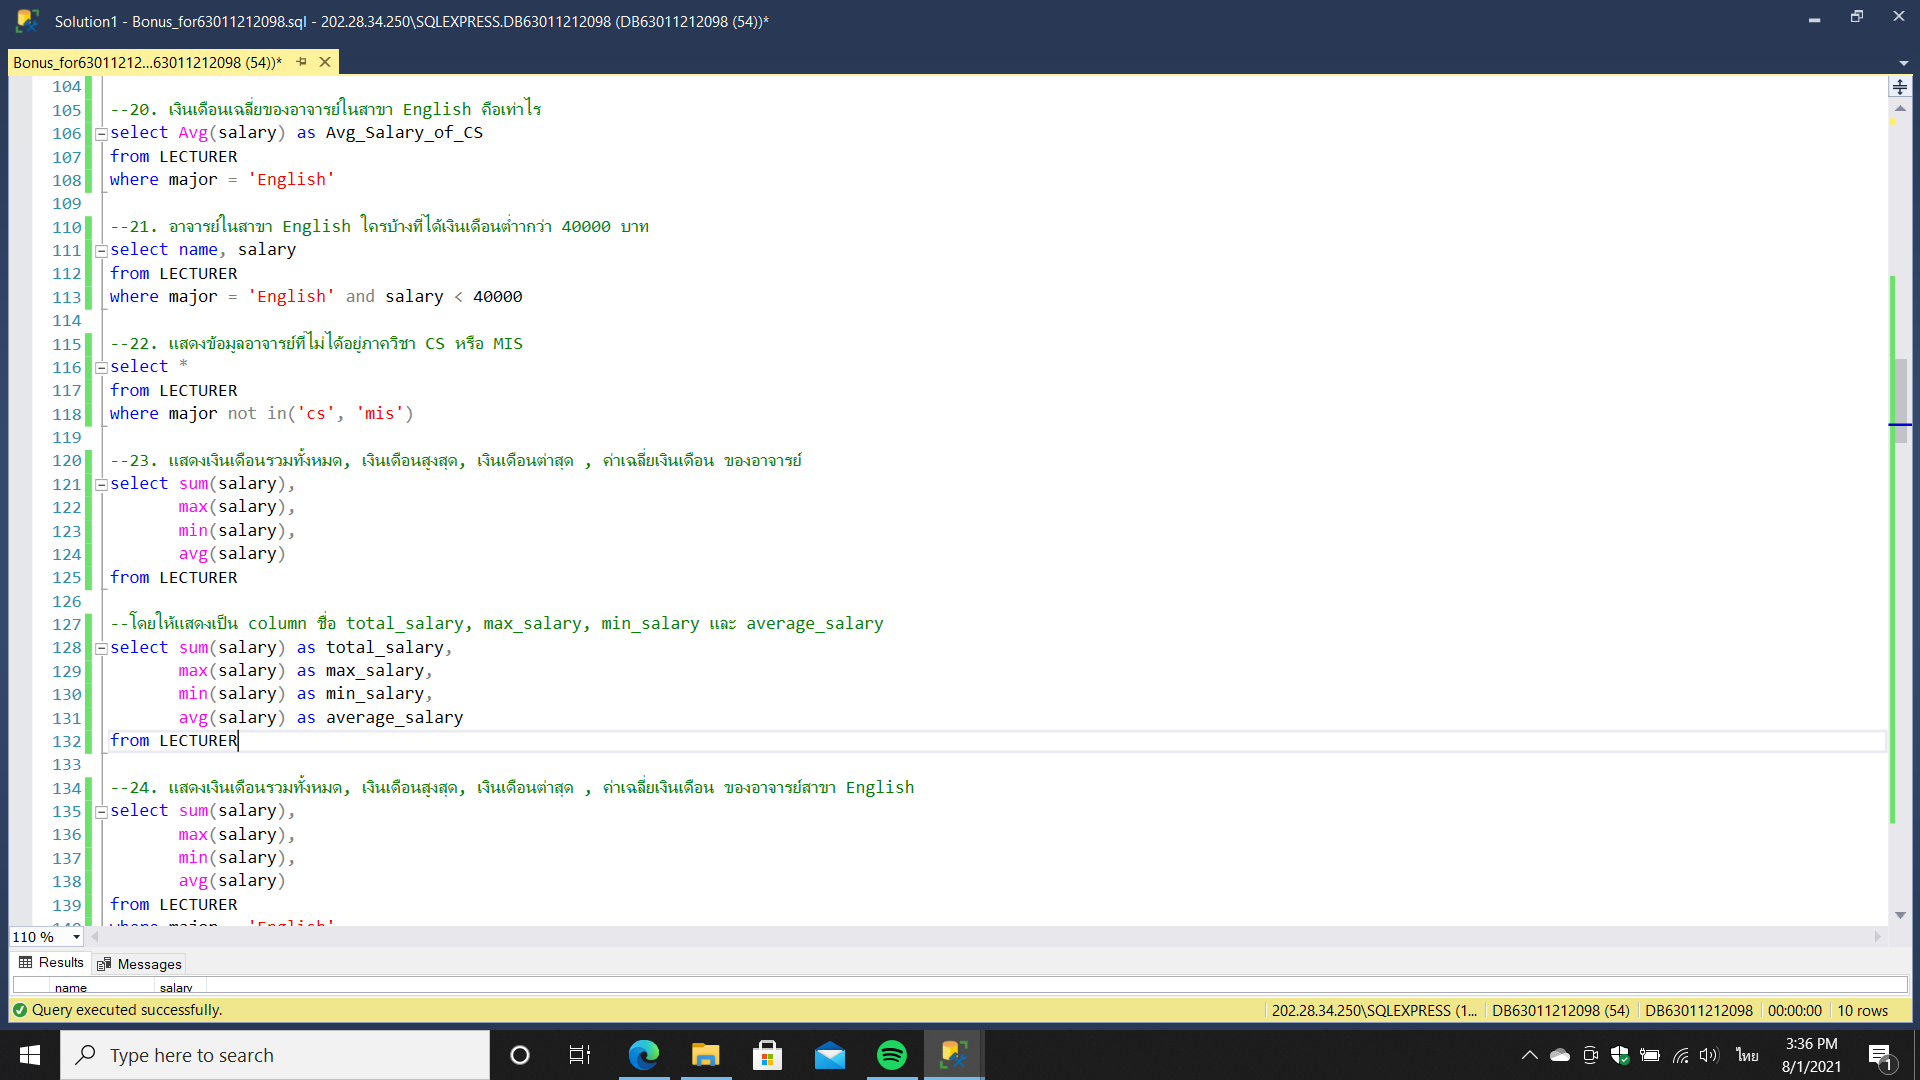 Solution1 - Bonus_for63011212098.sql - 202.28.34.250\SQLEXPRESS.DB63011212098 (DB63011212098 (54))*
Bonus_for63011212...63011212098 (54))*
104
105 --20. เงินเดือนเฉลี่ยของอาจารย์ในสาขา English คือเท่าไร
106 select Avg(salary) as Avg_Salary_of_CS
107 from LECTURER
108 where major = 'English'
109
110 --21. อาจารย์ในสาขา English ใครบ้างที่ได้เงินเดือนต่ำากว่า 40000 บาท
111 select name, salary
112 from LECTURER
113 where major = 'English' and salary < 40000
114
115 --22. แสดงข้อมูลอาจารย์ที่ไม่ได้อยู่ภาควิชา CS หรือ MIS
116 select *
117 from LECTURER
118 where major not in('cs', 'mis')
119
120 --23. แสดงเงินเดือนรวมทั้งหมด, เงินเดือนสูงสุด, เงินเดือนต่ำสุด , ค่าเฉลี่ยเงินเดือน ของอาจารย์
121 select sum(salary),
122 max(salary),
123 min(salary),
124 avg(salary)
125 from LECTURER
126
127 --โดยให้แสดงเป็น column ชื่อ total_salary, max_salary, min_salary และ average_salary
128 select sum(salary) as total_salary,
129 max(salary) as max_salary,
130 min(salary) as min_salary,
131 avg(salary) as average_salary
132 from LECTURER
133
134 --24. แสดงเงินเดือนรวมทั้งหมด, เงินเดือนสูงสุด, เงินเดือนต่ำสุด , ค่าเฉลี่ยเงินเดือน ของอาจารย์สาขา English
135 select sum(salary),
136 max(salary),
137 min(salary),
138 avg(salary)
139 from LECTURER
140 where major = 'English'
110 %
Results Messages
name salary
Query executed successfully. 202.28.34.250\SQLEXPRESS (1... DB63011212098 (54) DB63011212098 00:00:00 10 rows
Type here to search
ไทย
3:36 PM
8/1/2021
1